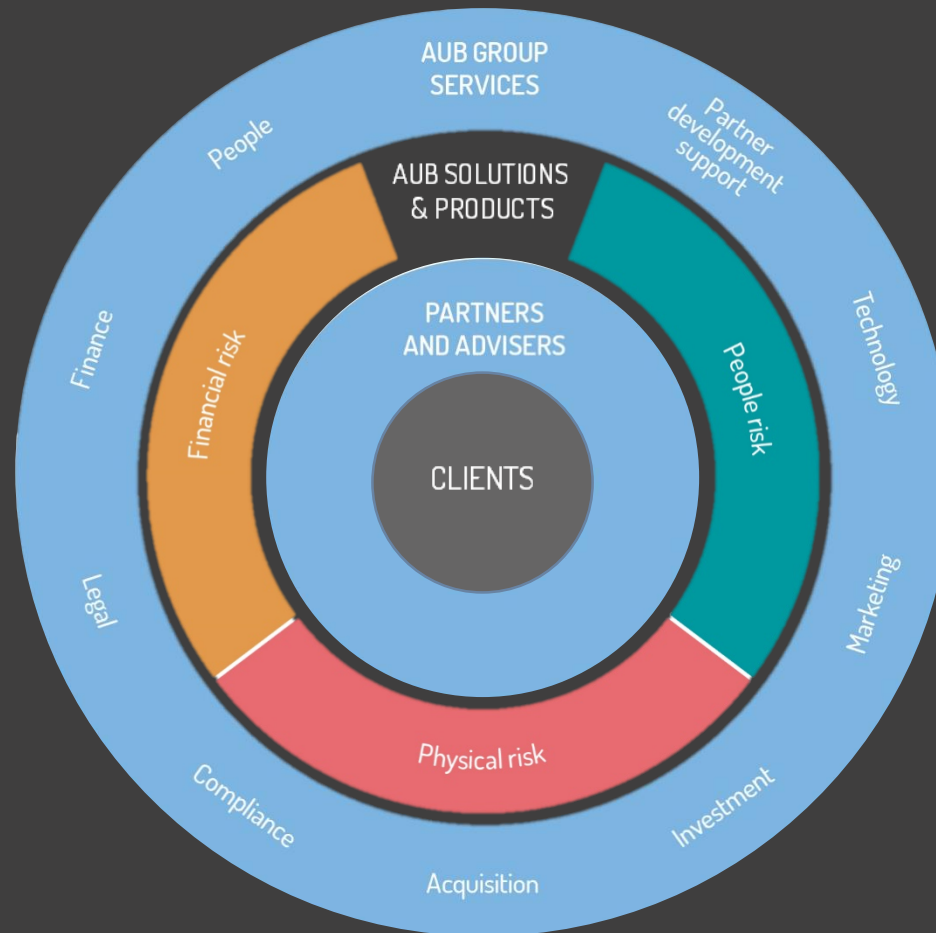 AUB GROUP
SERVICES
People
Partner
development
support
AUB SOLUTIONS
& PRODUCTS
Finance
Technology
PARTNERS
AND ADVISERS
Financial risk
People risk
CLIENTS
Legal
Marketing
Physical risk
Compliance
Investment
Acquisition